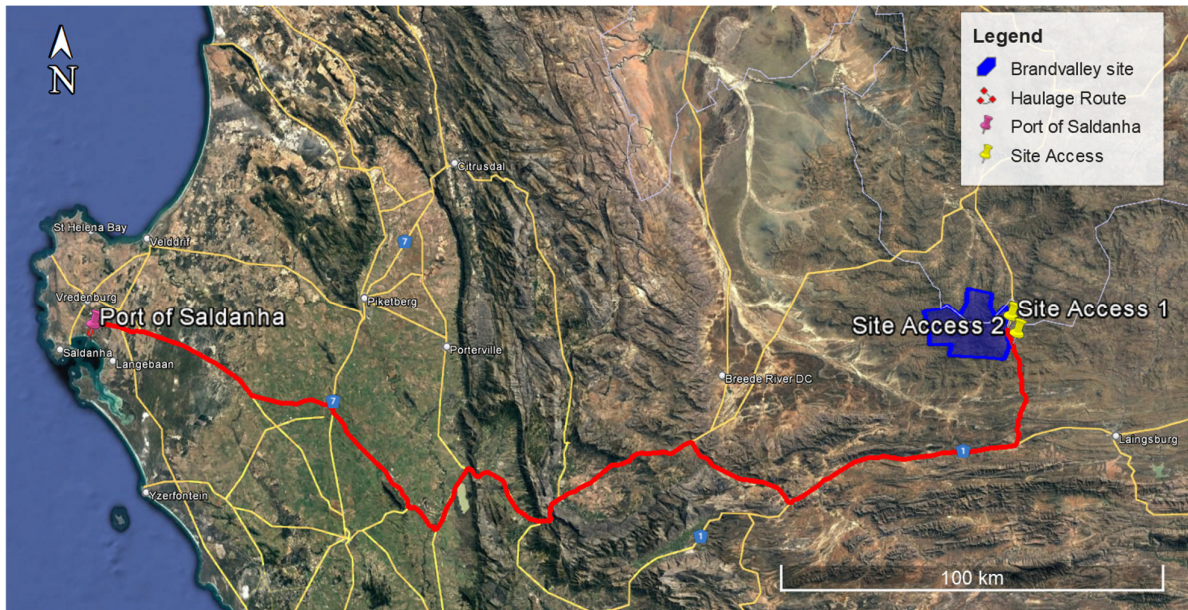 N
Legend
Brandvalley site
Haulage Route
Port of Saldanha
Site Access
Citrusdal
St Helena Bay
Velddrif
7
Vredenburg
Piketberg
Port of Saldanha
Site Access 1
Site Access 2
Saldanha
Langebaan
Porterville
Breede River DC
7
Laingsburg
1
Yzerfontein
1
100 km